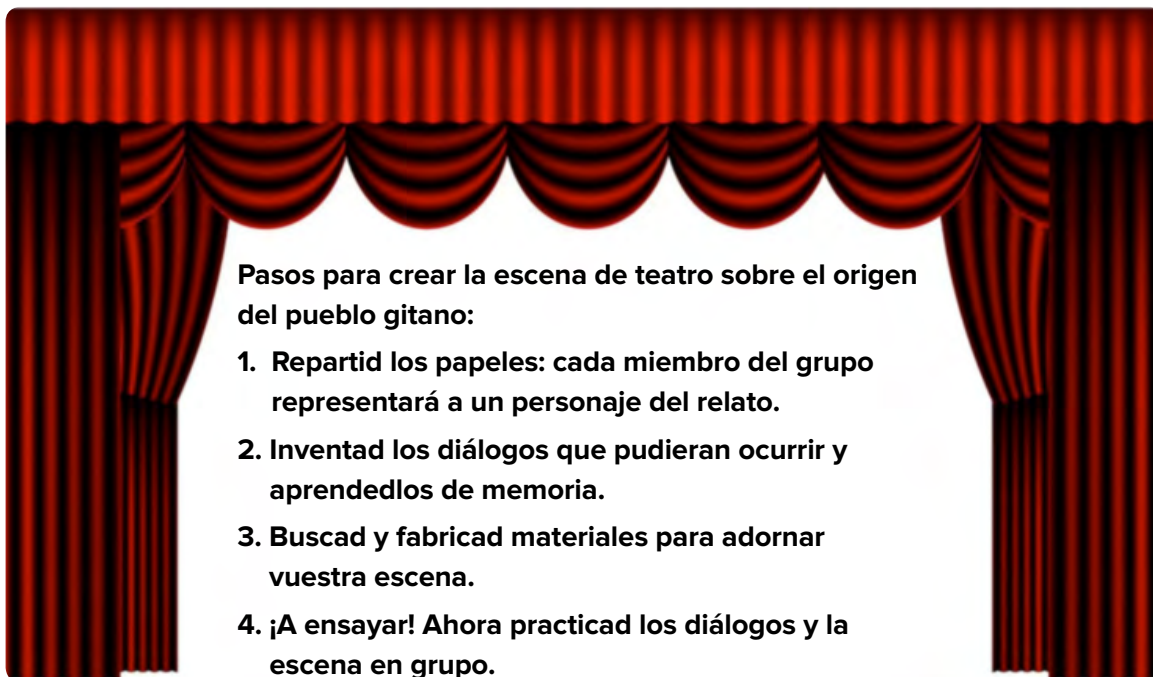 Pasos para crear la escena de teatro sobre el origen
del pueblo gitano:
1. Repartid los papeles: cada miembro del grupo
representará a un personaje del relato.
2. Inventad los diálogos que pudieran ocurrir y
aprendedlos de memoria.
3. Buscad y fabricad materiales para adornar
vuestra escena.
4. ¡A ensayar! Ahora practicad los diálogos y la
escena en grupo.